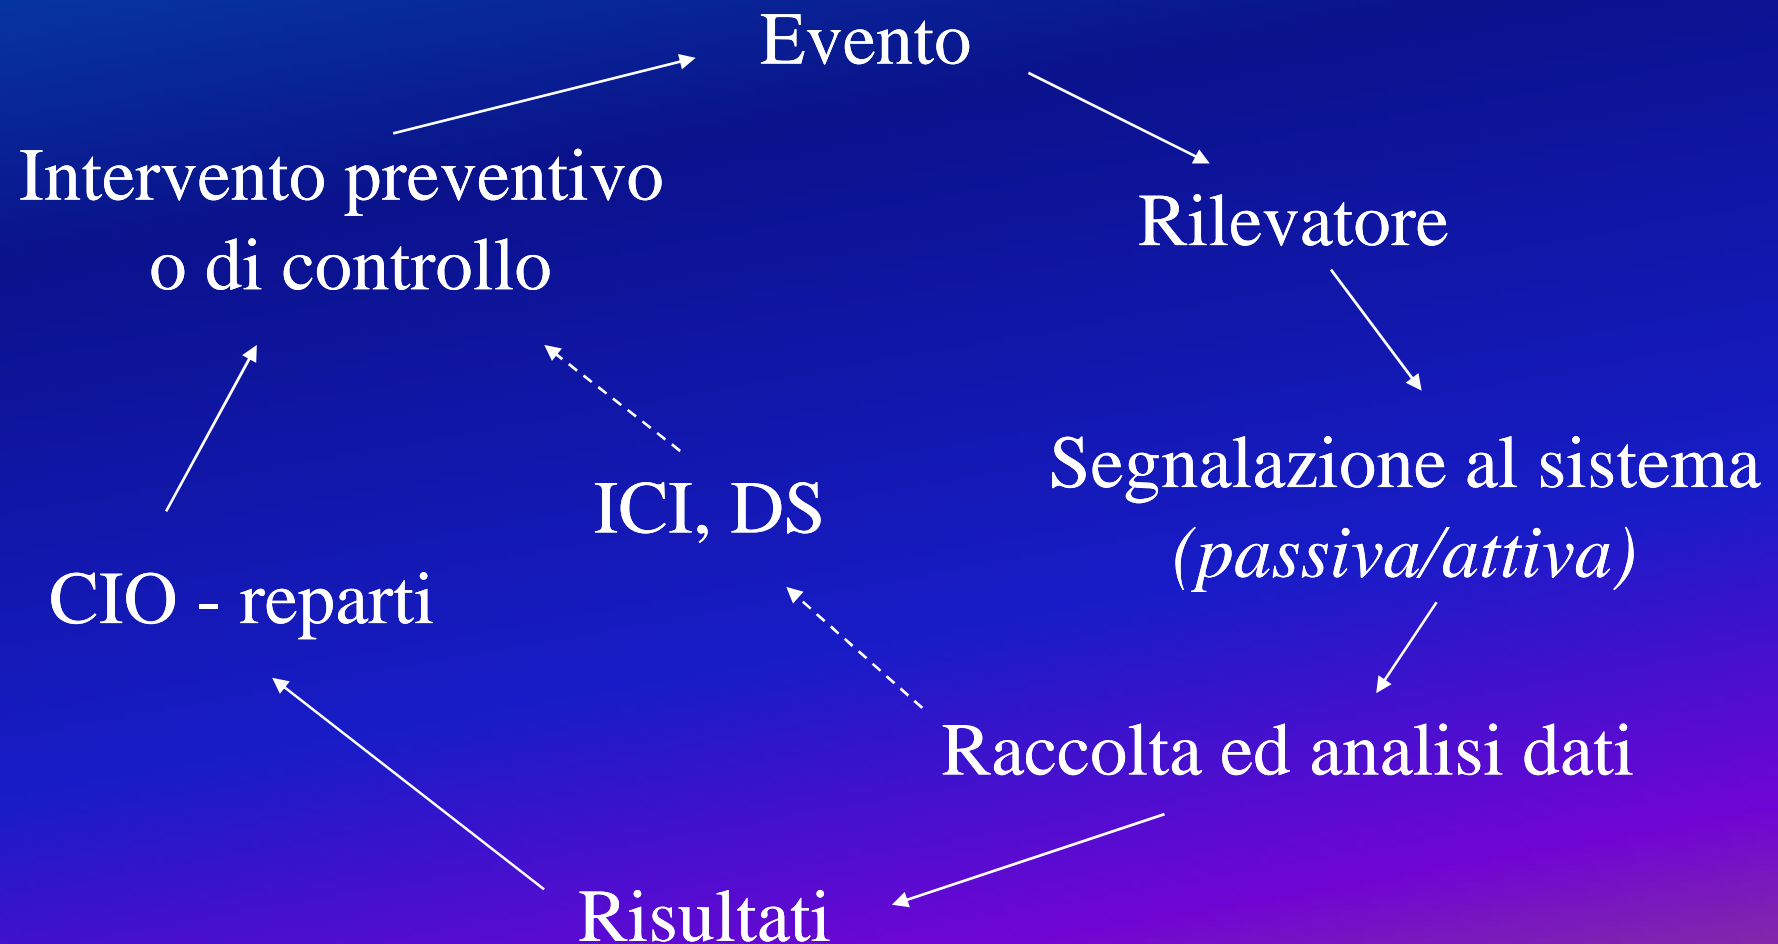 Evento
Intervento preventivo
o di controllo
Rilevatore
Segnalazione al sistema
(passiva/attiva)
ICI, DS
CIO - reparti
Raccolta ed analisi dati
Risultati